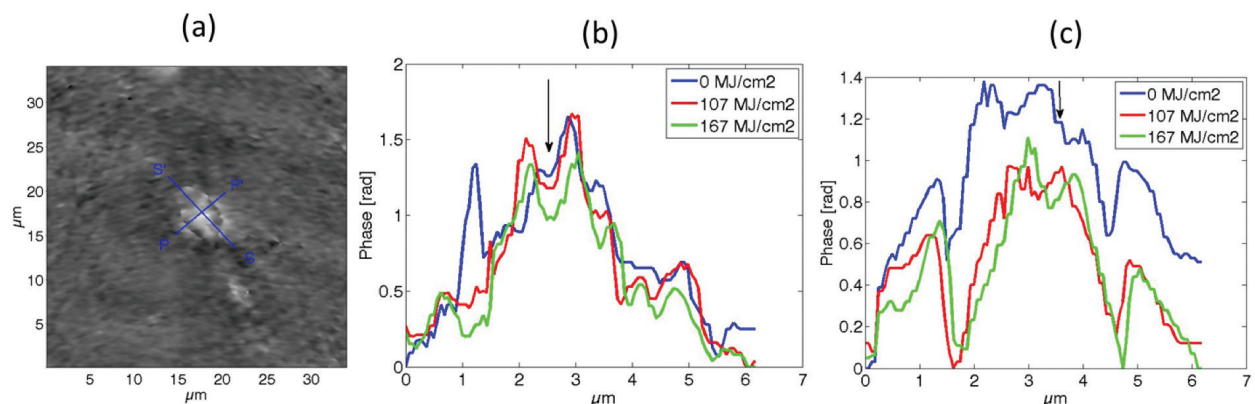 (a)
(b)
(c)
µm
30
25
20
15
10
5
5 10 15 20 25 30
µm
S'
P'
P
S
Phase [rad]
2
1.5
1
0.5
0
0 1 2 3 4 5 6 7
µm
0 MJ/cm2
107 MJ/cm2
167 MJ/cm2
Phase [rad]
1.4
1.2
1
0.8
0.6
0.4
0.2
0
0 1 2 3 4 5 6 7
µm
0 MJ/cm2
107 MJ/cm2
167 MJ/cm2